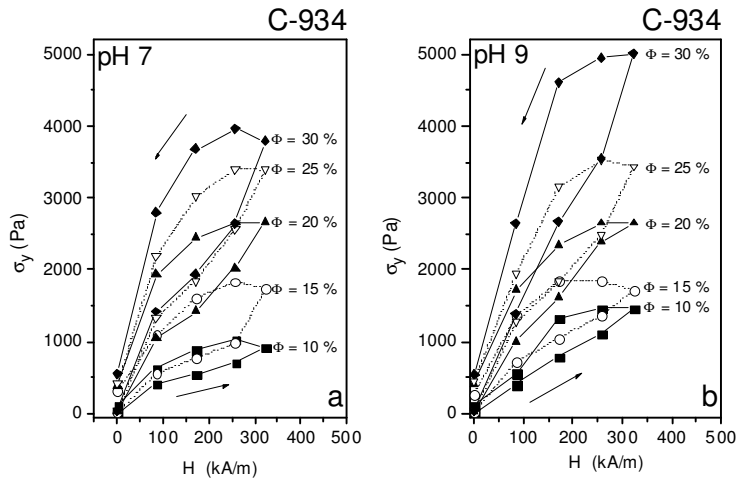 C-934
pH 7
5000
4000
3000
2000
1000
0
σy (Pa)
Φ = 30 %
Φ = 25 %
Φ = 20 %
Φ = 15 %
Φ = 10 %
a
0 100 200 300 400 500
H (kA/m)
C-934
pH 9
5000
4000
3000
2000
1000
0
σy (Pa)
Φ = 30 %
Φ = 25 %
Φ = 20 %
Φ = 15 %
Φ = 10 %
b
0 100 200 300 400 500
H (kA/m)